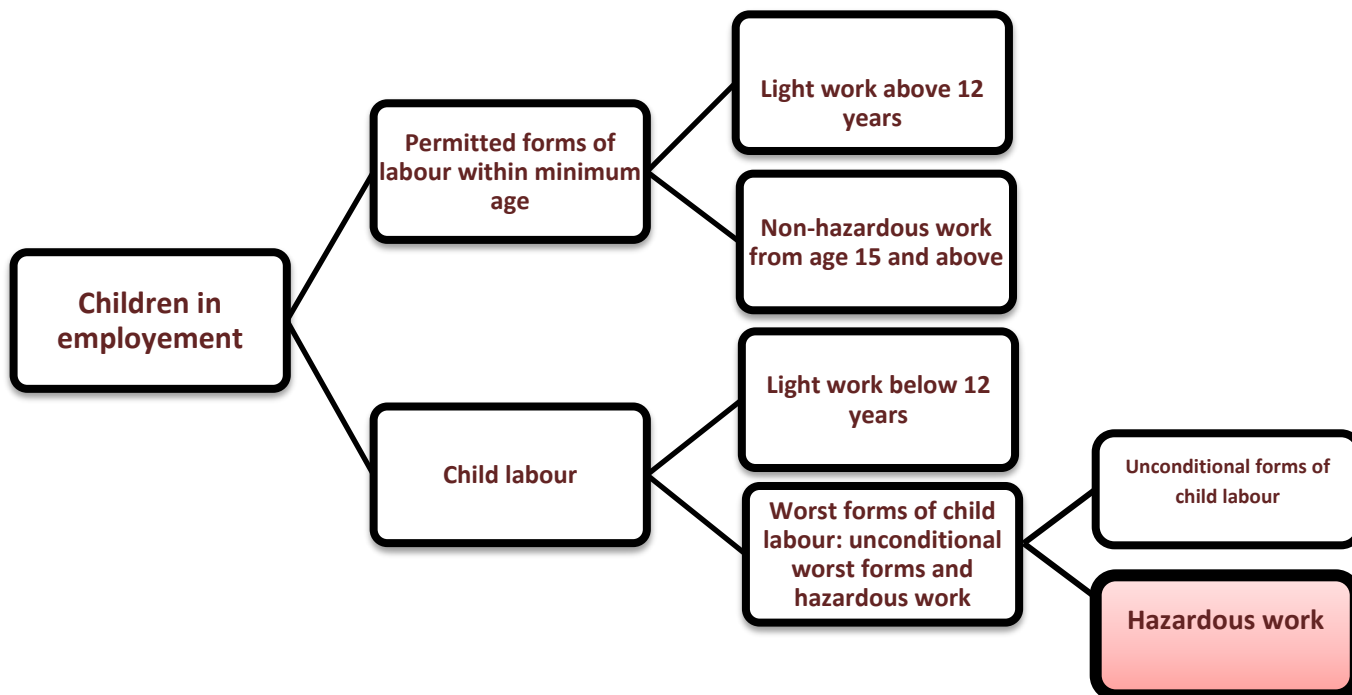 Children in
employement
Permitted forms of
labour within minimum
age
Light work above 12
years
Non-hazardous work
from age 15 and above
Child labour
Light work below 12
years
Worst forms of child
labour: unconditional
worst forms and
hazardous work
Unconditional forms of
child labour
Hazardous work